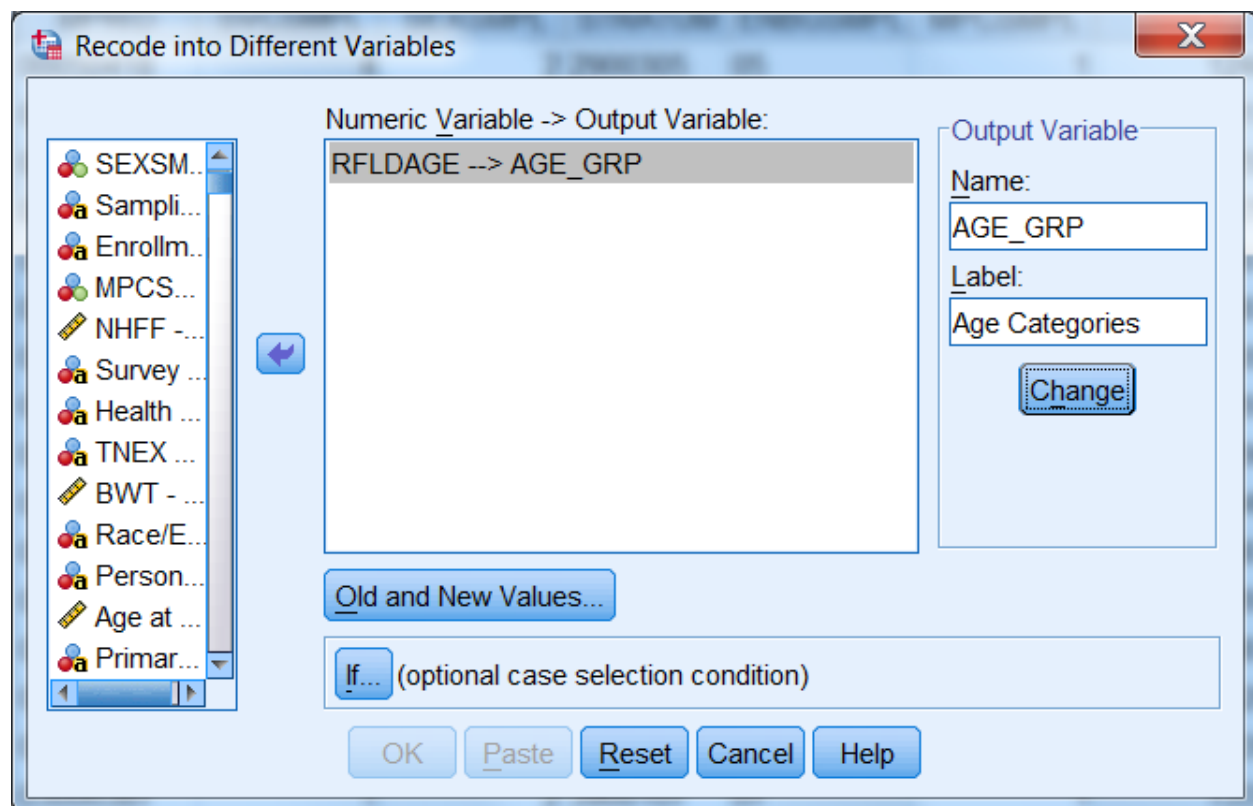 Recode into Different Variables
X
SEXSM..
Sampli...
Enrollm..
MPCS...
NHFF -...
Survey ...
Health ...
TNEX ...
BWT - ...
Race/E...
Person...
Age at ...
Primar...
Numeric Variable -> Output Variable:
RFLDAGE --> AGE_GRP
Output Variable
Name:
AGE_GRP
Label:
Age Categories
Change
Old and New Values...
If... (optional case selection condition)
OK Paste Reset Cancel Help